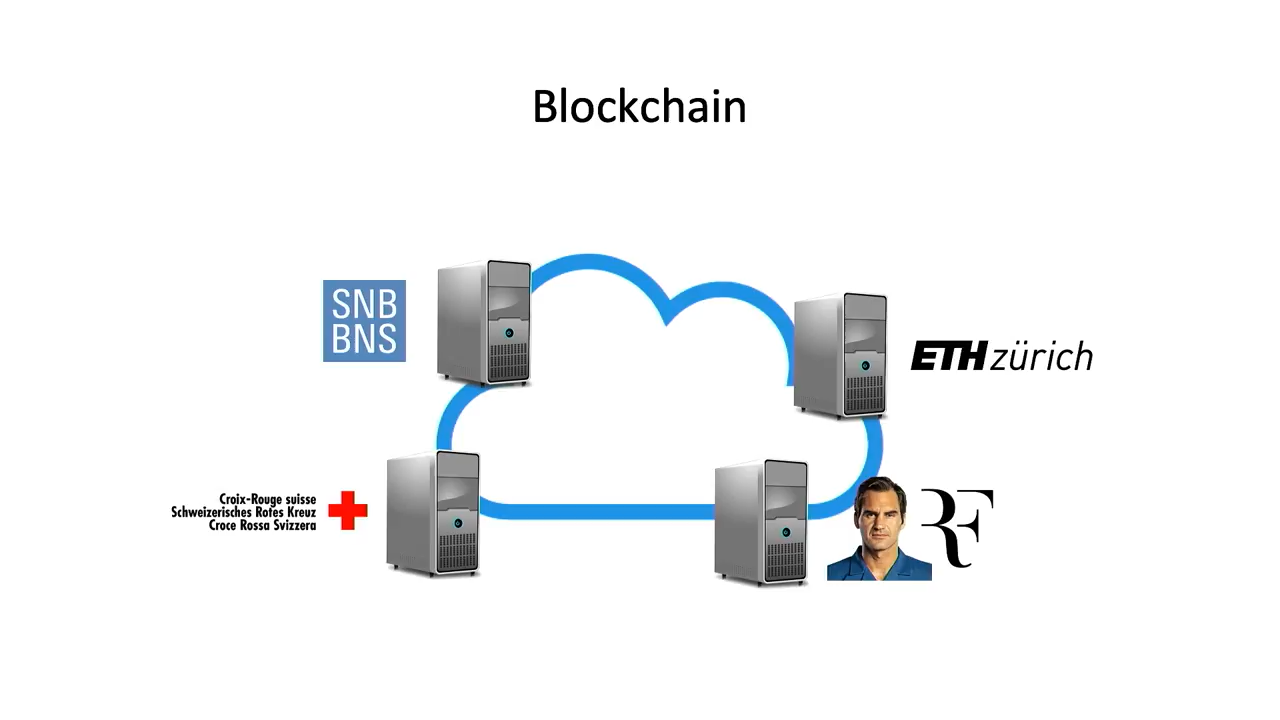 Blockchain
SNB
BNS
ETH zürich
Croix-Rouge suisse
Schweizerisches Rotes Kreuz
Croce Rossa Svizzera
RF